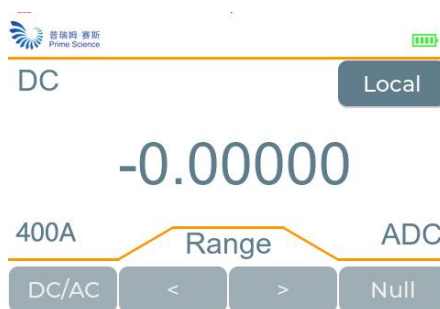 普瑞姆·赛斯
Prime Science
DC
Local
-0.00000
400A
Range
ADC
DC/AC
<
>
Null